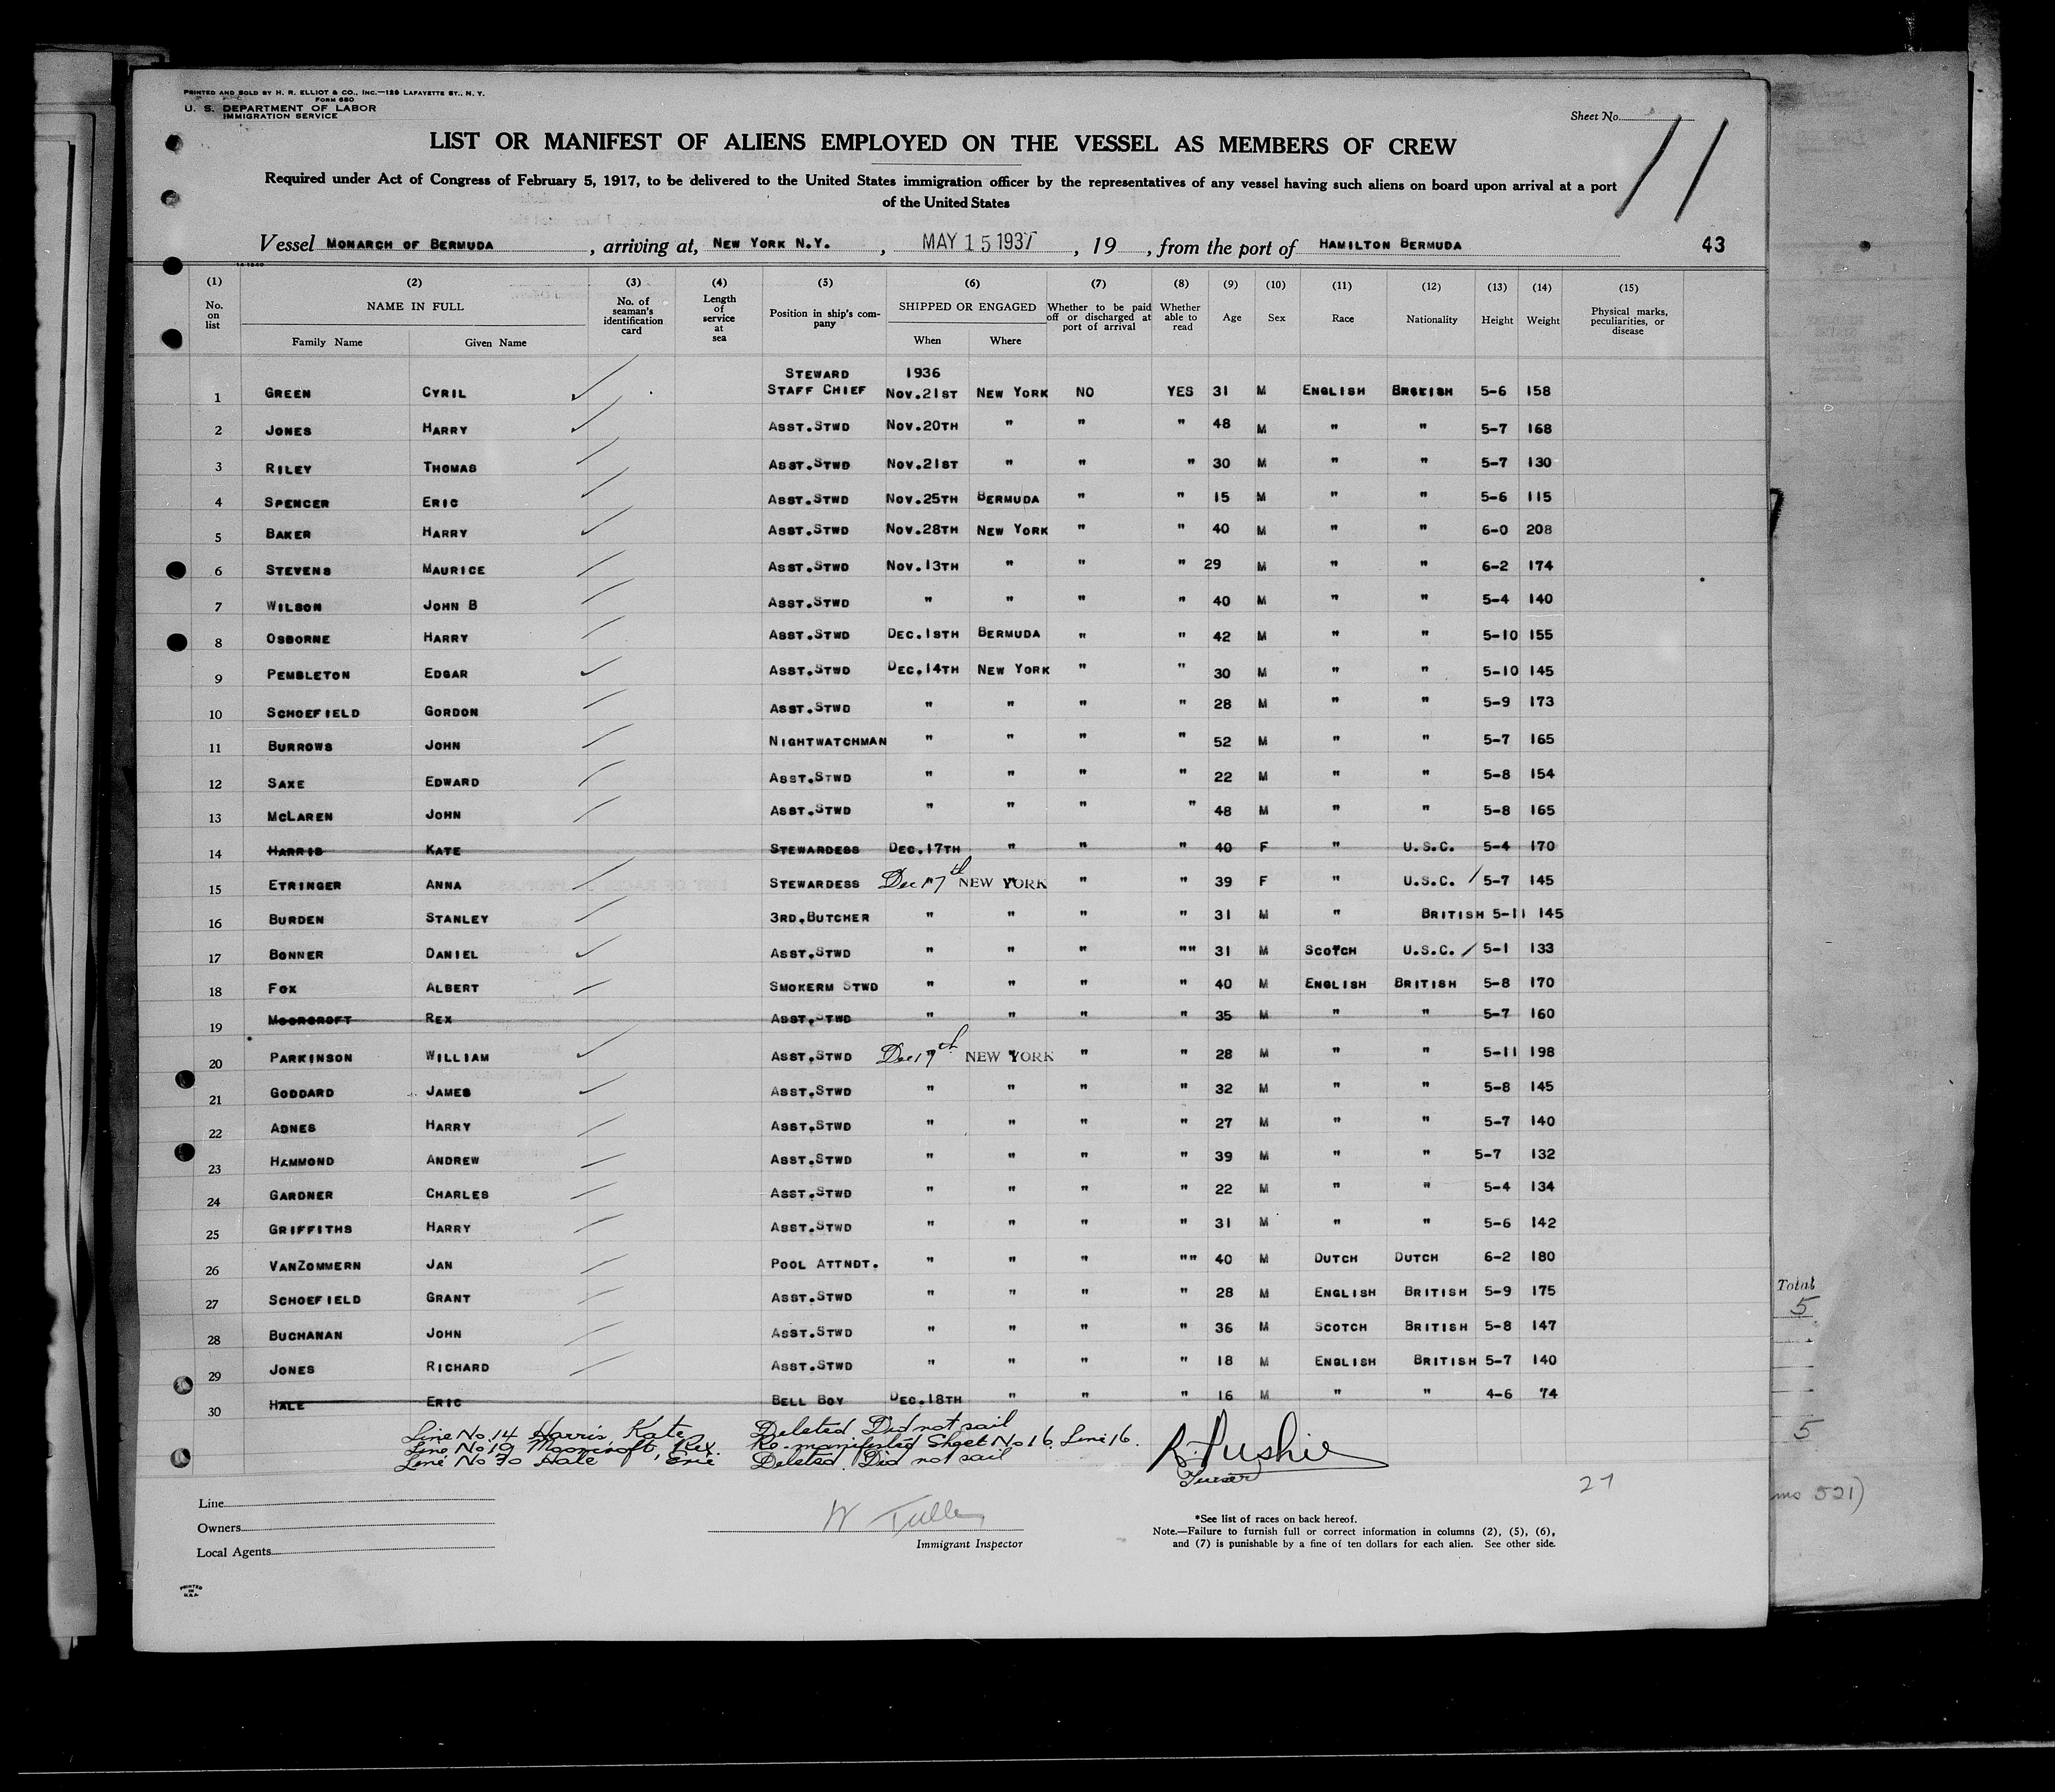 PRINTED AND SOLD BY H. R. ELLIOT & CO., INC.—129 LAFAYETTE ST., N. Y.
FORM 680
U. S. DEPARTMENT OF LABOR
IMMIGRATION SERVICE
Sheet No. 11
LIST OR MANIFEST OF ALIENS EMPLOYED ON THE VESSEL AS MEMBERS OF CREW
Required under Act of Congress of February 5, 1917, to be delivered to the United States immigration officer by the representatives of any vessel having such aliens on board upon arrival at a port
of the United States
Vessel MONARCH OF BERMUDA, arriving at, NEW YORK N.Y., MAY 15 1937, 19, from the port of HAMILTON BERMUDA 43
(1) (2) (3) (4) (5) (6) (7) (8) (9) (10) (11) (12) (13) (14) (15)
No. on list NAME IN FULL No. of seaman's identification card Length of service at sea Position in ship's company SHIPPED OR ENGAGED Whether to be paid off or discharged at port of arrival Whether able to read Age Sex Race Nationality Height Weight Physical marks, peculiarities, or disease
Family Name Given Name When Where
STEWARD 1936
1 GREEN CYRIL STAFF CHIEF NOV.21ST NEW YORK NO YES 31 M ENGLISH 5-6 158
2 JONES HARRY ASST.STWD NOV.20TH " " " 48 M " " 5-7 168
3 RILEY THOMAS ASST.STWD NOV.21ST " " " 30 M " " 5-7 130
4 SPENCER ERIC ASST.STWD NOV.25TH BERMUDA " " 15 M " " 5-6 115
5 BAKER HARRY ASST.STWD NOV.28TH NEW YORK " " 40 M " " 6-0 208
6 STEVENS MAURICE ASST.STWD NOV.13TH " " " 29 M " " 6-2 174
7 WILSON JOHN B ASST.STWD " " " " 40 M " " 5-4 140
8 OSBORNE HARRY ASST.STWD DEC.1STH BERMUDA " " 42 M " " 5-10 155
9 PEMBLETON EDGAR ASST.STWD DEC.14TH NEW YORK " " 30 M " " 5-10 145
10 SCHOEFIELD GORDON ASST.STWD " " " " 28 M " " 5-9 173
11 BURROWS JOHN NIGHTWATCHMAN " " " " 52 M " " 5-7 165
12 SAXE EDWARD ASST.STWD " " " " 22 M " " 5-8 154
13 MCLAREN JOHN ASST.STWD " " " " 48 M " " 5-8 165
14 HARRIS KATE STEWARDESS DEC.17TH " " " 40 F " U.S.C. 5-4 170
15 ETRINGER ANNA STEWARDESS Dec 17th NEW YORK " " 39 F " U.S.C. / 5-7 145
16 BURDEN STANLEY 3RD.BUTCHER " " " " 31 M " BRITISH 5-11 145
17 BONNER DANIEL ASST.STWD " " " "" 31 M SCOTCH U.S.C. / 5-1 133
18 FOX ALBERT SMOKERM STWD " " " " 40 M ENGLISH BRITISH 5-8 170
19 MOORCROFT REX ASST.STWD " " " " 35 M " " 5-7 160
20 PARKINSON WILLIAM ASST.STWD Dec 17th NEW YORK " " 28 M " " 5-11 198
21 GODDARD JAMES ASST.STWD " " " " 32 M " " 5-8 145
22 ADNES HARRY ASST.STWD " " " " 27 M " " 5-7 140
23 HAMMOND ANDREW ASST.STWD " " " " 39 M " " 5-7 132
24 GARDNER CHARLES ASST.STWD " " " " 22 M " " 5-4 134
25 GRIFFITHS HARRY ASST.STWD " " " " 31 M " " 5-6 142
26 VANZOMMERN JAN POOL ATTNDT. " " " "" 40 M DUTCH DUTCH 6-2 180
27 SCHOEFIELD GRANT ASST.STWD " " " " 28 M ENGLISH BRITISH 5-9 175
28 BUCHANAN JOHN ASST.STWD " " " " 36 M SCOTCH BRITISH 5-8 147
29 JONES RICHARD ASST.STWD " " " " 18 M ENGLISH BRITISH 5-7 140
30 HALE ERIC BELL BOY DEC.18TH " " " 16 M " " 4-6 74
Line No. 14 Harris, Kate Deleted. Did not sail
Line No 19 Moorcroft, Rex. Re-manifested Sheet No 16 Line 16.
Line No 30 Hale, Eric Deleted. Did not sail
Purser
27
Line
Owners
Local Agents
Immigrant Inspector
*See list of races on back hereof.
Note.—Failure to furnish full or correct information in columns (2), (5), (6),
and (7) is punishable by a fine of ten dollars for each alien. See other side.
PRINTED
IN
U.S.A.
Total
5
5
521)